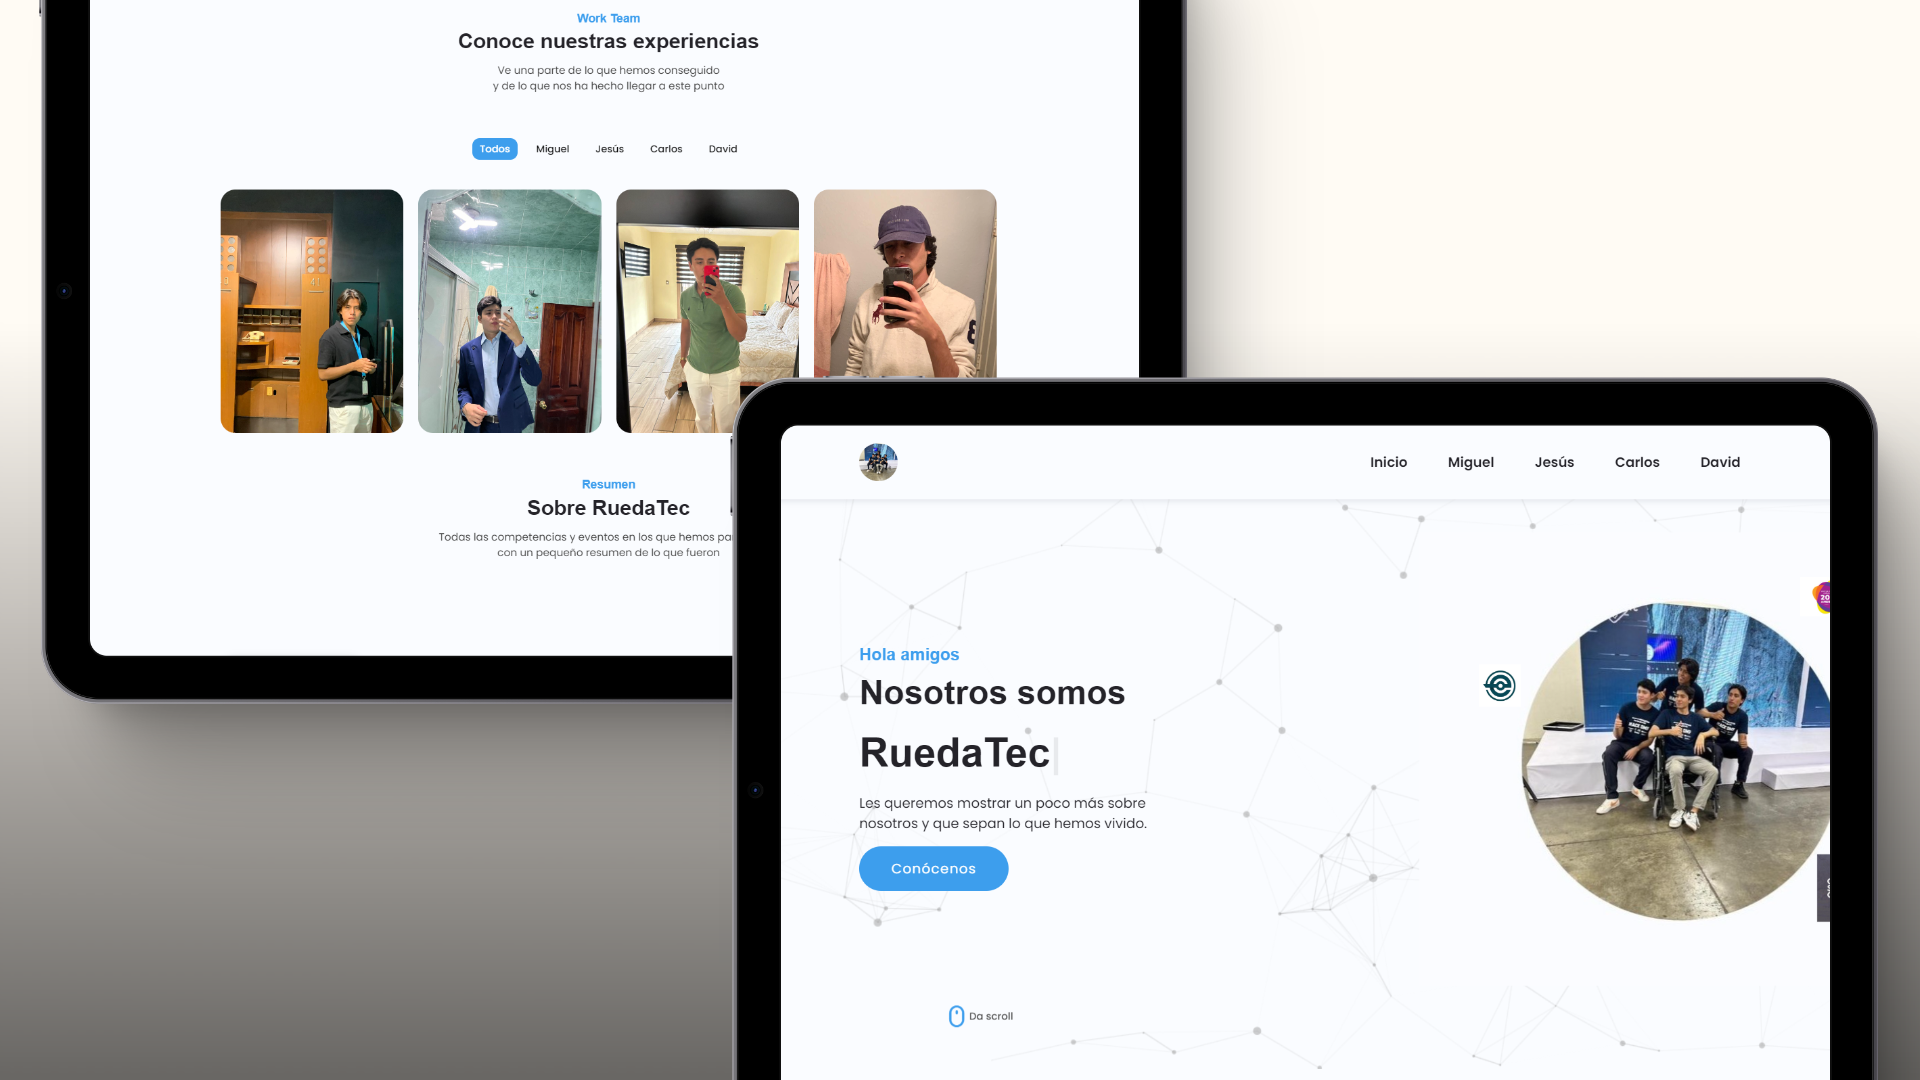 Work Team
Conoce nuestras experiencias
Ve una parte de lo que hemos conseguido
y de lo que nos ha hecho llegar a este punto
Todos Miguel Jesús Carlos David
Resumen
Sobre RuedaTec
Todas las competencias y eventos en los que hemos
con un pequeño resumen de lo que fueron
Inicio Miguel Jesús Carlos David
Hola amigos
Nosotros somos
RuedaTec
Les queremos mostrar un poco más sobre
nosotros y que sepan lo que hemos vivido.
Conócenos
Da scroll